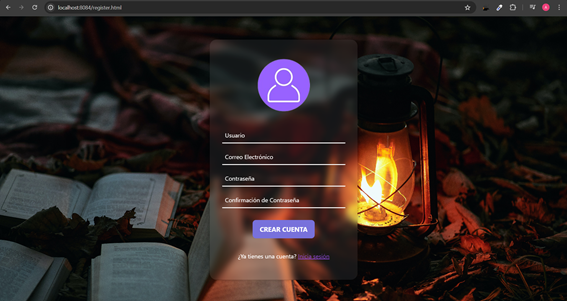 localhost:8084/register.html
A
Usuario
Correo Electrónico
Contraseña
Confirmación de Contraseña
CREAR CUENTA
¿Ya tienes una cuenta? Inicia sesión